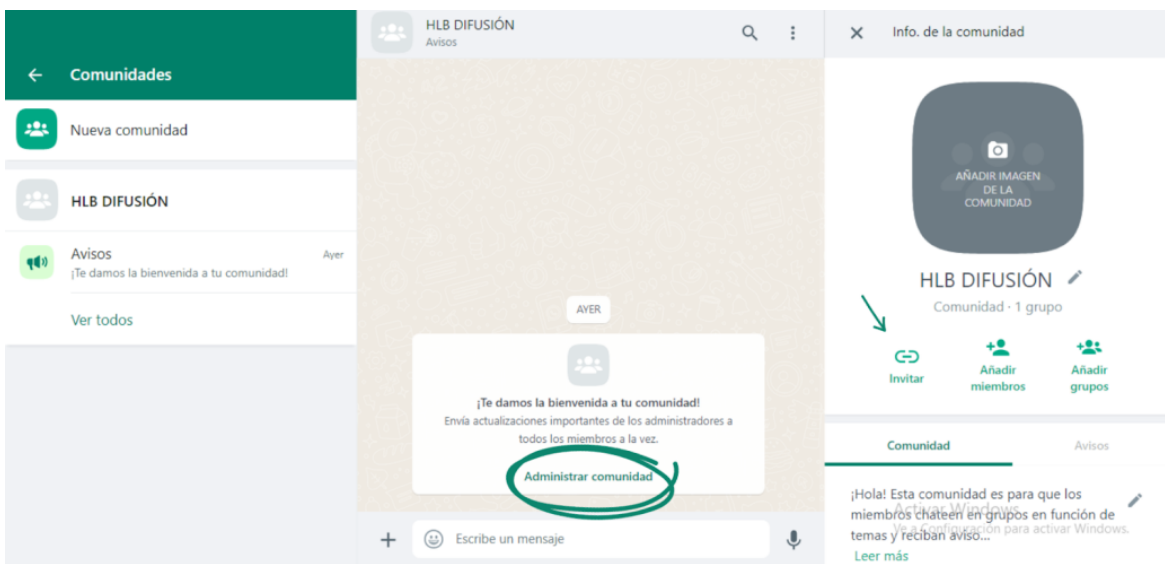 Comunidades
Nueva comunidad
HLB DIFUSIÓN
Avisos
Ayer
¡Te damos la bienvenida a tu comunidad!
Ver todos
HLB DIFUSIÓN
Avisos
AYER
¡Te damos la bienvenida a tu comunidad!
Envía actualizaciones importantes de los administradores a
todos los miembros a la vez.
Administrar comunidad
Escribe un mensaje
Info. de la comunidad
AÑADIR IMAGEN
DE LA
COMUNIDAD
HLB DIFUSIÓN
Comunidad · 1 grupo
Invitar
Añadir
miembros
Añadir
grupos
Comunidad
Avisos
¡Hola! Esta comunidad es para que los
miembros chateen en grupos en función de
temas y reciban aviso...
Leer más
Activar Windows
Ve a Configuración para activar Windows.